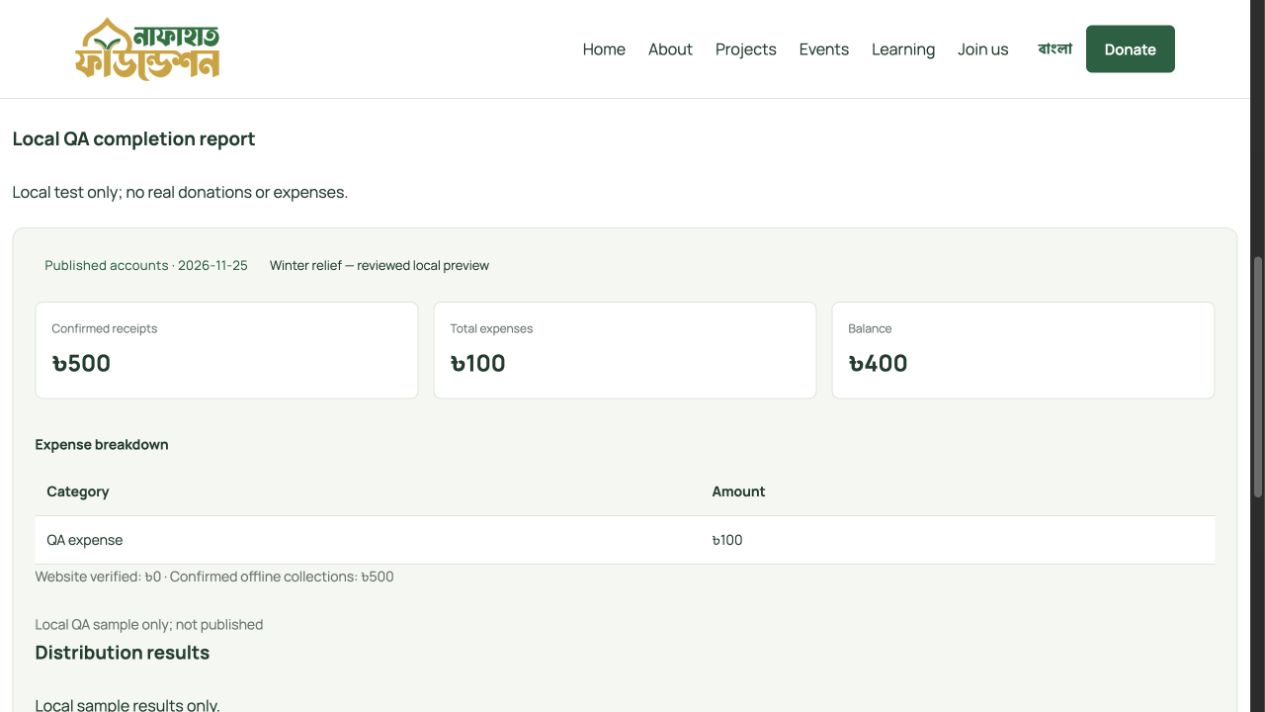 নাফাহাত
ফাউন্ডেশন
Home About Projects Events Learning Join us বাংলা Donate
Local QA completion report
Local test only; no real donations or expenses.
Published accounts · 2026-11-25 Winter relief — reviewed local preview
Confirmed receipts Total expenses Balance
৳500 ৳100 ৳400
Expense breakdown
Category Amount
QA expense ৳100
Website verified: ৳0 · Confirmed offline collections: ৳500
Local QA sample only; not published
Distribution results
Local sample results only.